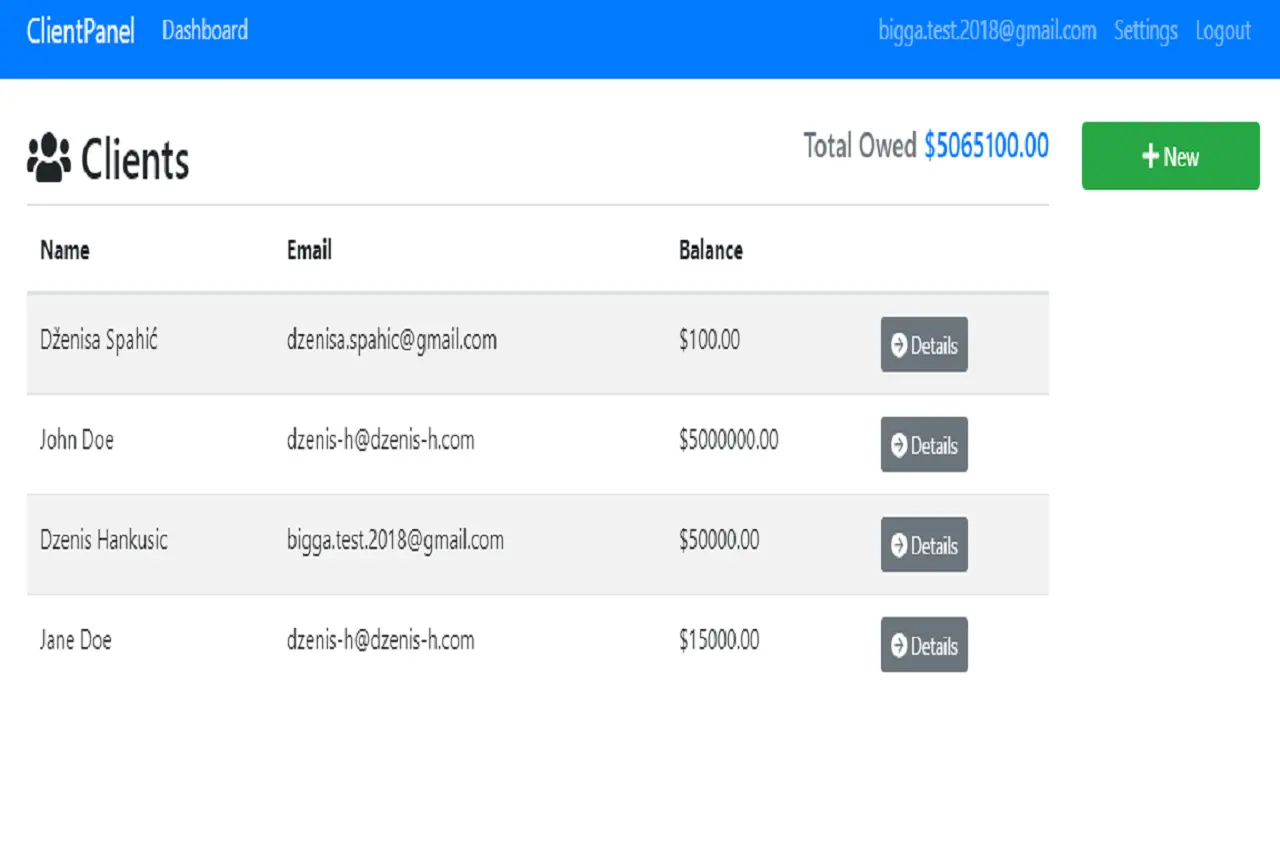 ClientPanel Dashboard bigga.test.2018@gmail.com Settings Logout
Clients Total Owed $5065100.00 New
Name Email Balance
Dženisa Spahić dzenisa.spahic@gmail.com $100.00 Details
John Doe dzenis-h@dzenis-h.com $5000000.00 Details
Dzenis Hankusic bigga.test.2018@gmail.com $50000.00 Details
Jane Doe dzenis-h@dzenis-h.com $15000.00 Details